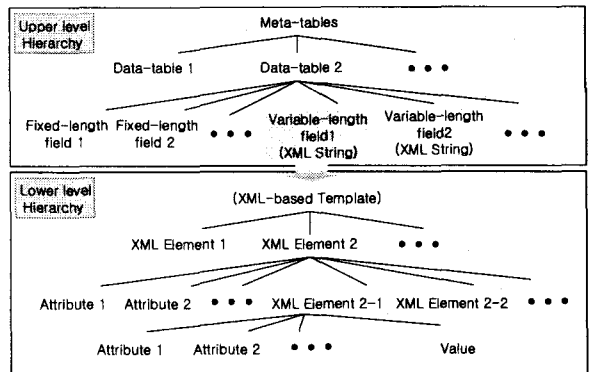 Upper level
Hierarchy
Meta-tables
Data-table 1 Data-table 2 • • •
Fixed-length
field 1
Fixed-length
field 2
• • •
Variable-length
field1
(XML String)
Variable-length
field2
(XML String)
• • •
Lower level
Hierarchy
(XML-based Template)
XML Element 1 XML Element 2 • • •
Attribute 1 Attribute 2 • • • XML Element 2-1 XML Element 2-2 • • •
Attribute 1 Attribute 2 • • • Value